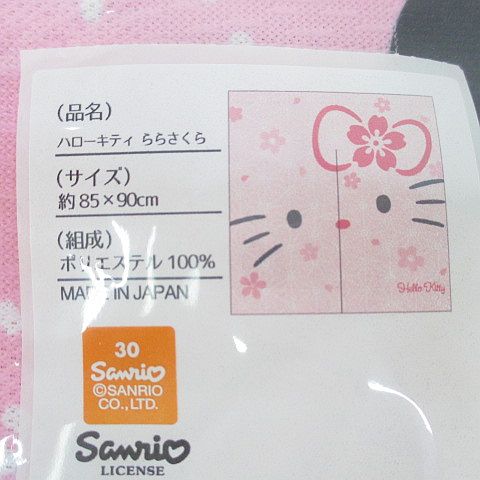 (品名)
ハローキティ ららさくら
(サイズ)
約85×90cm
(組成)
ポリエステル 100%
MADE IN JAPAN
Hello Kitty
30
Sanrio
©SANRIO
CO., LTD.
Sanrio
LICENSE